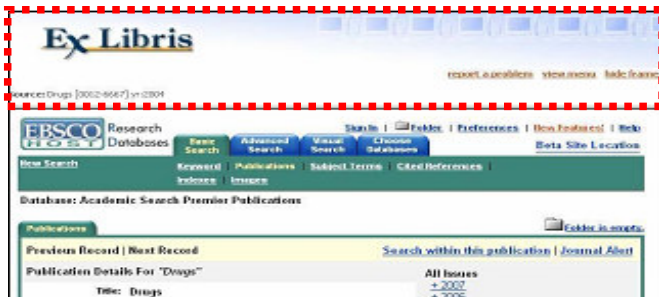 Ex Libris
report a problem view menu hide frame
source: Drugs [0012-6667] yr:2004
EBSCO HOST Research Databases
Sign In | Folder | Preferences | New Features! | Help
Basic Search Advanced Search Visual Search Choose Databases
Beta Site Location
New Search
Keyword | Publications | Subject Terms | Cited References |
Indexes | Images
Database: Academic Search Premier Publications
Publications
Folder is empty.
Previous Record | Next Record
Search within this publication | Journal Alert
Publication Details For "Drugs"
All Issues
Title: Drugs
+ 2007
+ 2006